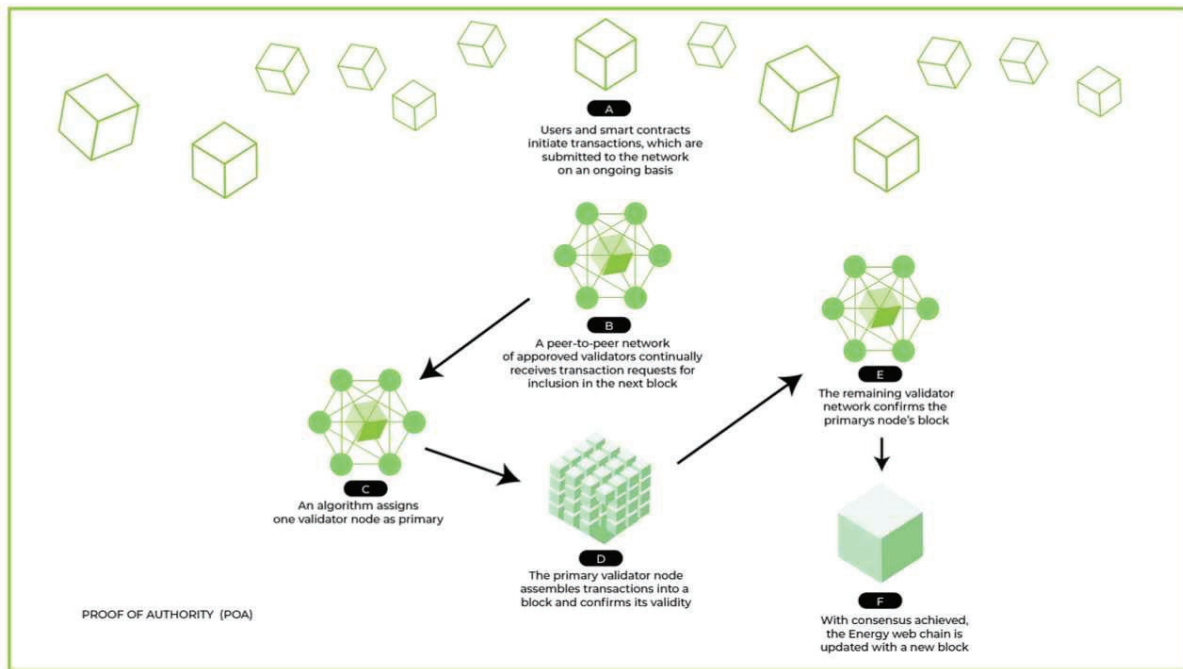 A
Users and smart contracts
initiate transactions, which are
submitted to the network
on an ongoing basis
B
A peer-to-peer network
of apporoved validators continually
receives transaction requests for
inclusion in the next block
C
An algorithm assigns
one validator node as primary
D
The primary validator node
assembles transactions into a
block and confirms its validity
E
The remaining validator
network confirms the
primarys node's block
F
With consensus achieved,
the Energy web chain is
updated with a new block
PROOF OF AUTHORITY (POA)